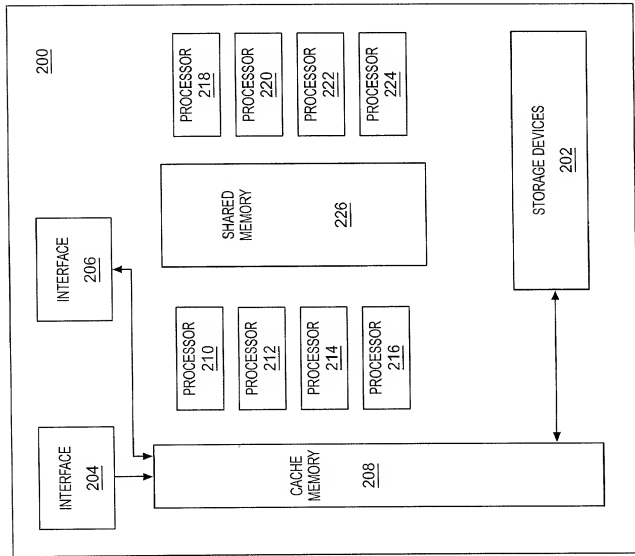 200
INTERFACE
204
INTERFACE
206
CACHE
MEMORY
208
PROCESSOR
210
PROCESSOR
212
PROCESSOR
214
PROCESSOR
216
SHARED
MEMORY
226
PROCESSOR
218
PROCESSOR
220
PROCESSOR
222
PROCESSOR
224
STORAGE DEVICES
202